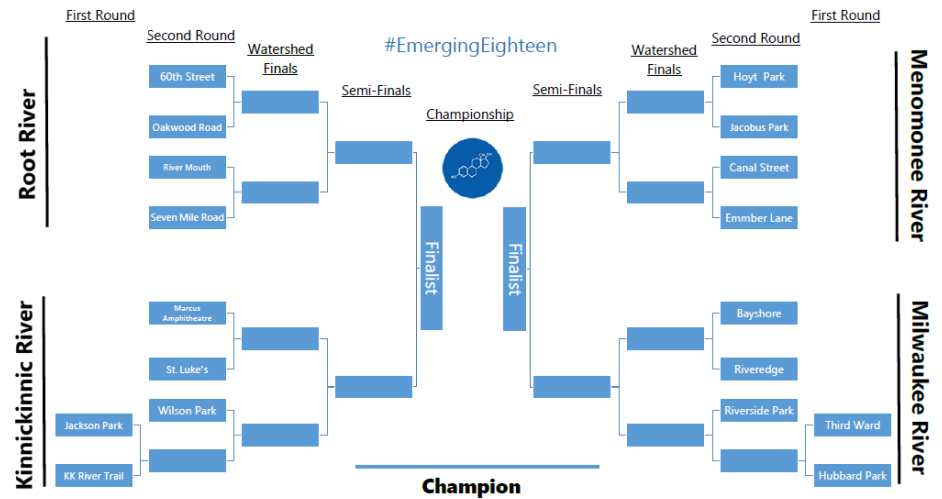 First Round
First Round
Second Round
Second Round
Watershed
Finals
#EmergingEighteen
Watershed
Finals
Semi-Finals
Semi-Finals
Championship
Root River
60th Street
Oakwood Road
River Mouth
Seven Mile Road
Menomonee River
Hoyt Park
Jacobus Park
Canal Street
Emmber Lane
Finalist
Finalist
Kinnickinnic River
Marcus
Amphitheatre
St. Luke's
Wilson Park
Jackson Park
KK River Trail
Milwaukee River
Bayshore
Riveredge
Riverside Park
Third Ward
Hubbard Park
Champion